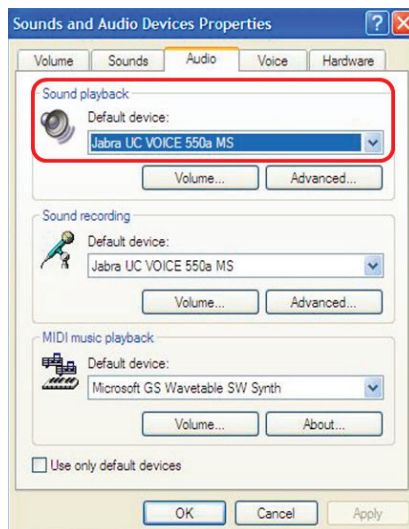 Sounds and Audio Devices Properties
Volume Sounds Audio Voice Hardware
Sound playback
Default device:
Jabra UC VOICE 550a MS
Volume... Advanced...
Sound recording
Default device:
Jabra UC VOICE 550a MS
Volume... Advanced...
MIDI music playback
Default device:
Microsoft GS Wavetable SW Synth
Volume... About...
Use only default devices
OK Cancel Apply